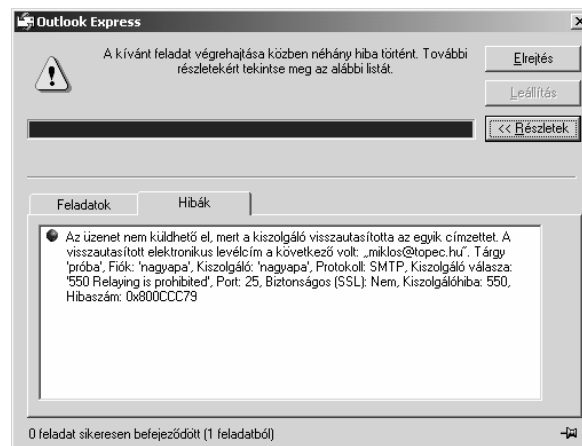 Outlook Express
A kívánt feladat végrehajtása közben néhány hiba történt. További
részletekért tekintse meg az alábbi listát.
Elrejtés
Leállítás
<< Részletek
Feladatok
Hibák
Az üzenet nem küldhető el, mert a kiszolgáló visszautasította az egyik címzettet. A
visszautasított elektronikus levélcím a következő volt: „miklos@topec.hu”. Tárgy
'próba', Fiók: 'nagyapa', Kiszolgáló: 'nagyapa', Protokoll: SMTP, Kiszolgáló válasza:
'550 Relaying is prohibited', Port: 25, Biztonságos (SSL): Nem, Kiszolgálóhiba: 550,
Hibaszám: 0x800CCC79
0 feladat sikeresen befejeződött (1 feladatból)